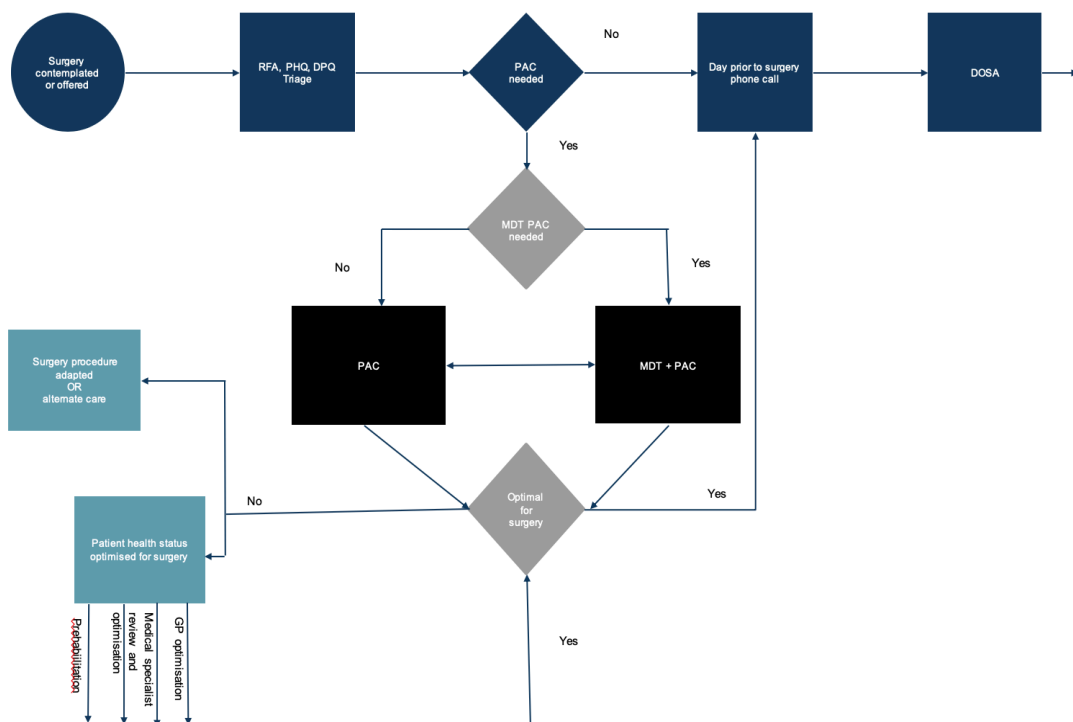 Surgery
contemplated
or offered
RFA, PHQ, DPQ
Triage
PAC
needed
No
Day prior to surgery
phone call
DOSA
Yes
MDT PAC
needed
No
Yes
PAC
MDT + PAC
Surgery procedure
adapted
OR
alternate care
No
Optimal
for
surgery
Yes
Patient health status
optimised for surgery
Prehabilitation
Medical specialist
review and
optimisation
GP optimisation
Yes